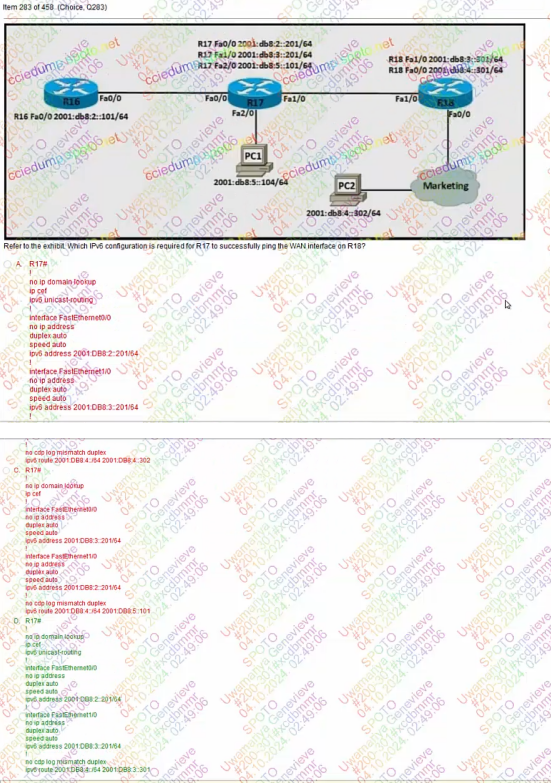 Item 283 of 458 (Choice, Q283)
R17 Fa0/0 2001:db8:2::201/64
R17 Fa1/0 2001:db8:3::201/64
R17 Fa2/0 2001:db8:5::101/64
R18 Fa1/0 2001:db8:3::301/64
R18 Fa0/0 2001:db8:4::301/64
R16
Fa0/0
Fa0/0
R17
Fa1/0
Fa1/0
R18
R16 Fa0/0 2001:db8:2::101/64
Fa2/0
Fa0/0
PC1
2001:db8:5::104/64
PC2
Marketing
2001:db8:4::302/64
Refer to the exhibit. Which IPv6 configuration is required for R17 to successfully ping the WAN interface on R18?
A. R17#
!
no ip domain lookup
ip cef
ipv6 unicast-routing
!
interface FastEthernet0/0
no ip address
duplex auto
speed auto
ipv6 address 2001:DB8:2::201/64
!
interface FastEthernet1/0
no ip address
duplex auto
speed auto
ipv6 address 2001:DB8:3::201/64
!
!
no cdp log mismatch duplex
ipv6 route 2001:DB8:4::/64 2001:DB8:4::302
C. R17#
!
no ip domain lookup
ip cef
!
interface FastEthernet0/0
no ip address
duplex auto
speed auto
ipv6 address 2001:DB8:3::201/64
!
interface FastEthernet1/0
no ip address
duplex auto
speed auto
ipv6 address 2001:DB8:2::201/64
!
no cdp log mismatch duplex
ipv6 route 2001:DB8:4::/64 2001:DB8:5::101
D. R17#
!
no ip domain lookup
ip cef
ipv6 unicast-routing
!
interface FastEthernet0/0
no ip address
duplex auto
speed auto
ipv6 address 2001:DB8:2::201/64
!
interface FastEthernet1/0
no ip address
duplex auto
speed auto
ipv6 address 2001:DB8:3::201/64
!
no cdp log mismatch duplex
ipv6 route 2001:DB8:4::/64 2001:DB8:3::301